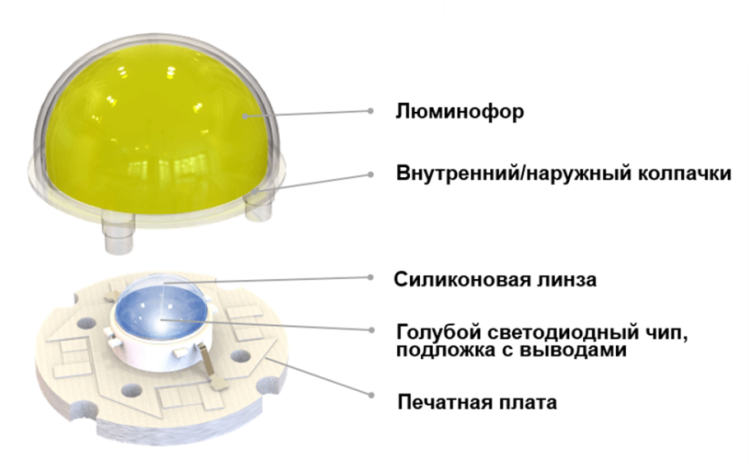 Люминофор
Внутренний/наружный колпачки
Силиконовая линза
Голубой светодиодный чип,
подложка с выводами
Печатная плата